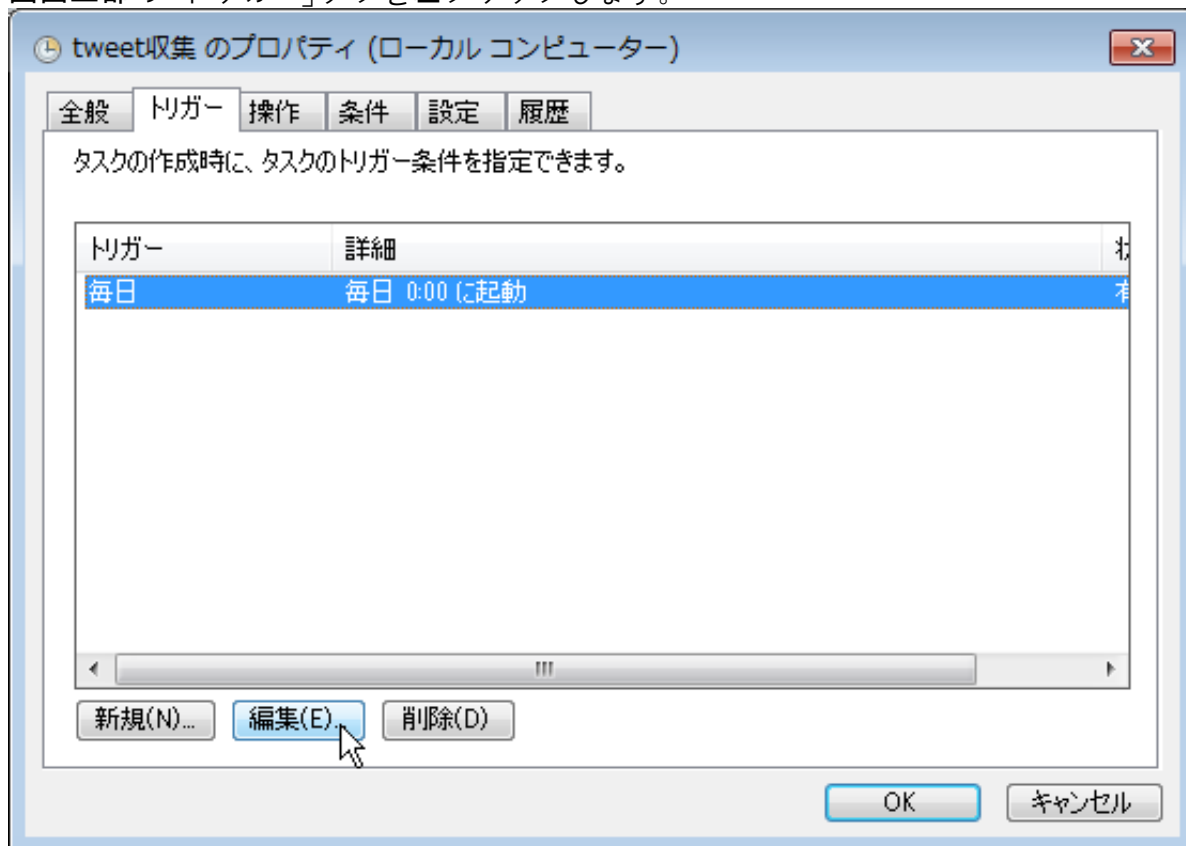 tweet収集 のプロパティ (ローカル コンピューター)
全般 トリガー 操作 条件 設定 履歴
タスクの作成時に、タスクのトリガー条件を指定できます。
トリガー 詳細
毎日 毎日 0:00 に起動
新規(N)... 編集(E)... 削除(D)
OK キャンセル